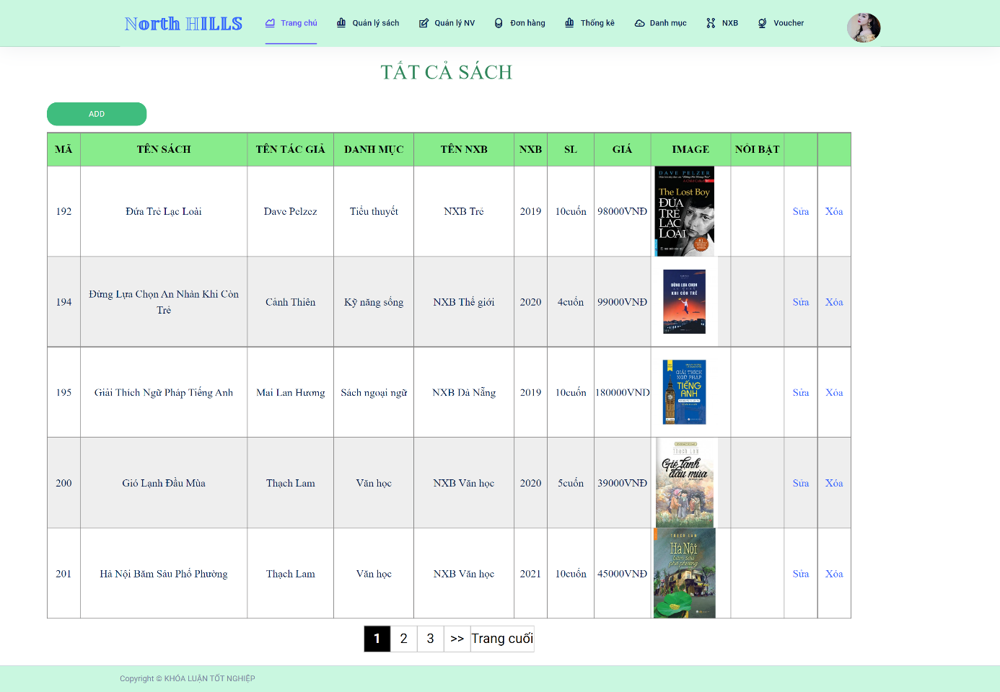 North HILLS Trang chủ Quản lý sách Quản lý NV Đơn hàng Thống kê Danh mục NXB Voucher
TẤT CẢ SÁCH
ADD
MÃ TÊN SÁCH TÊN TÁC GIẢ DANH MỤC TÊN NXB NXB SL GIÁ IMAGE NỔI BẬT
192 Đứa Trẻ Lạc Loài Dave Pelzez Tiểu thuyết NXB Trẻ 2019 10cuốn 98000VNĐ Sửa Xóa
DAVE PELZER
The Lost Boy
ĐỨA
TRẺ
LẠC
LOÀI
194 Đừng Lựa Chọn An Nhàn Khi Còn Trẻ Cảnh Thiên Kỹ năng sống NXB Thế giới 2020 4cuốn 99000VNĐ Sửa Xóa
ĐỪNG LỰA CHỌN
AN NHÀN
KHI CÒN TRẺ
195 Giải Thích Ngữ Pháp Tiếng Anh Mai Lan Hương Sách ngoại ngữ NXB Đà Nẵng 2019 10cuốn 180000VNĐ Sửa Xóa
GIẢI THÍCH
NGỮ PHÁP
TIẾNG
ANH
200 Gió Lạnh Đầu Mùa Thạch Lam Văn học NXB Văn học 2020 5cuốn 39000VNĐ Sửa Xóa
Thạch Lam
Gió lạnh
đầu mùa
201 Hà Nội Băm Sáu Phố Phường Thạch Lam Văn học NXB Văn học 2021 10cuốn 45000VNĐ Sửa Xóa
THẠCH LAM
Hà Nội
băm sáu
phố phường
1 2 3 >> Trang cuối
Copyright © KHÓA LUẬN TỐT NGHIỆP